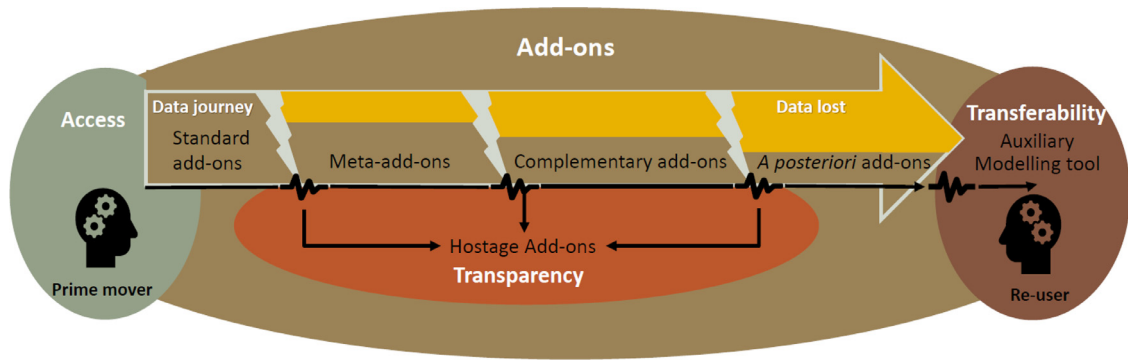 Add-ons
Access
Data journey
Data lost
Transferability
Standard
add-ons
Meta-add-ons
Complementary add-ons
A posteriori add-ons
Auxiliary
Modelling tool
Hostage Add-ons
Transparency
Prime mover
Re-user